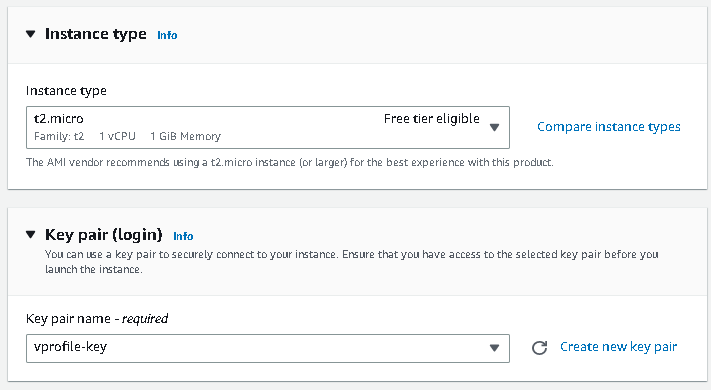 Instance type Info
Instance type
t2.micro Free tier eligible
Family: t2 1 vCPU 1 GiB Memory
Compare instance types
The AMI vendor recommends using a t2.micro instance (or larger) for the best experience with this product.
Key pair (login) Info
You can use a key pair to securely connect to your instance. Ensure that you have access to the selected key pair before you
launch the instance.
Key pair name - required
vprofile-key
Create new key pair